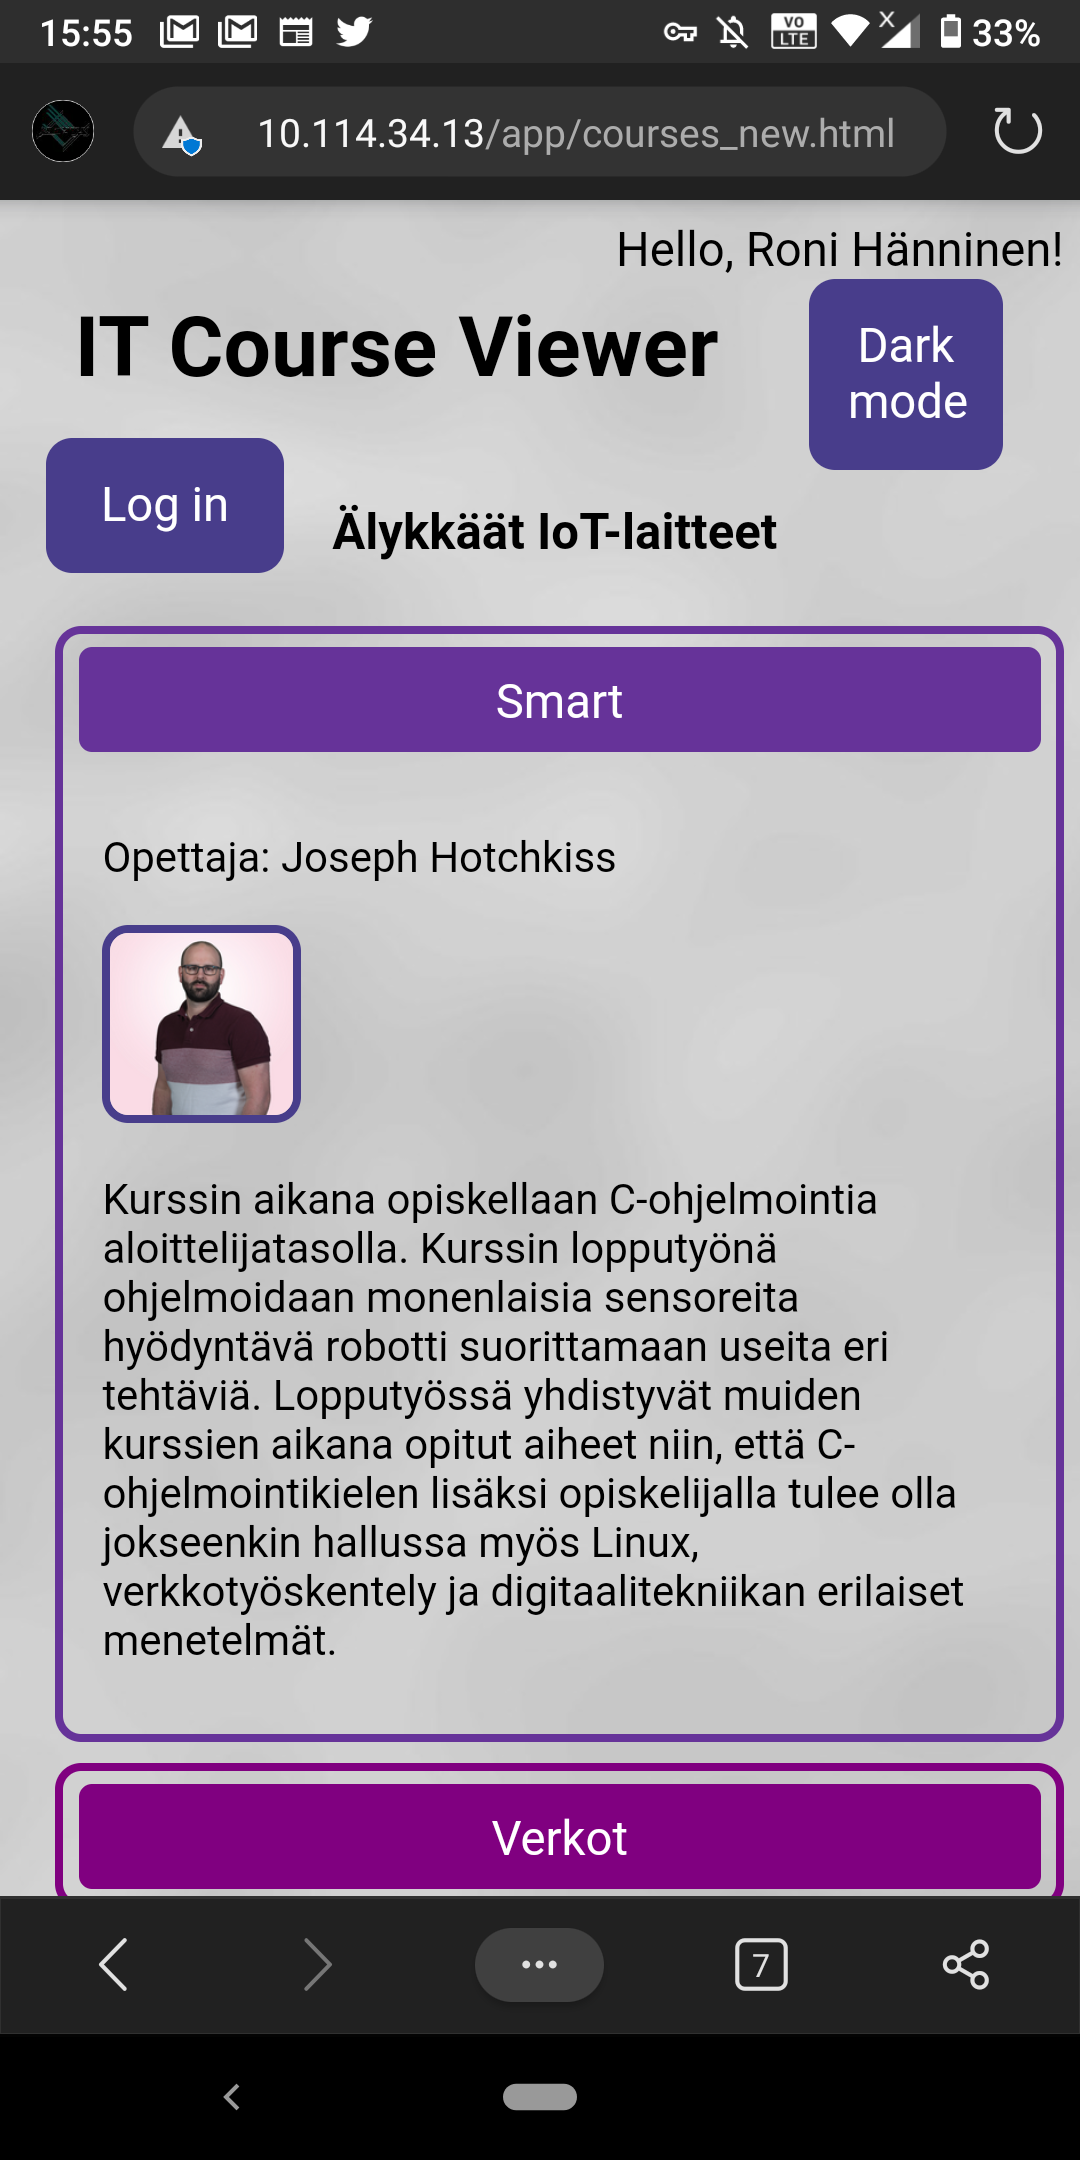 15:55
VO
LTE
X
33%
10.114.34.13/app/courses_new.html
Hello, Roni Hänninen!
IT Course Viewer
Dark
mode
Log in
Älykkäät IoT-laitteet
Smart
Opettaja: Joseph Hotchkiss
Kurssin aikana opiskellaan C-ohjelmointia
aloittelijatasolla. Kurssin lopputyönä
ohjelmoidaan monenlaisia sensoreita
hyödyntävä robotti suorittamaan useita eri
tehtäviä. Lopputyössä yhdistyvät muiden
kurssien aikana opitut aiheet niin, että C-
ohjelmointikielen lisäksi opiskelijalla tulee olla
jokseenkin hallussa myös Linux,
verkkotyöskentely ja digitaalitekniikan erilaiset
menetelmät.
Verkot
7